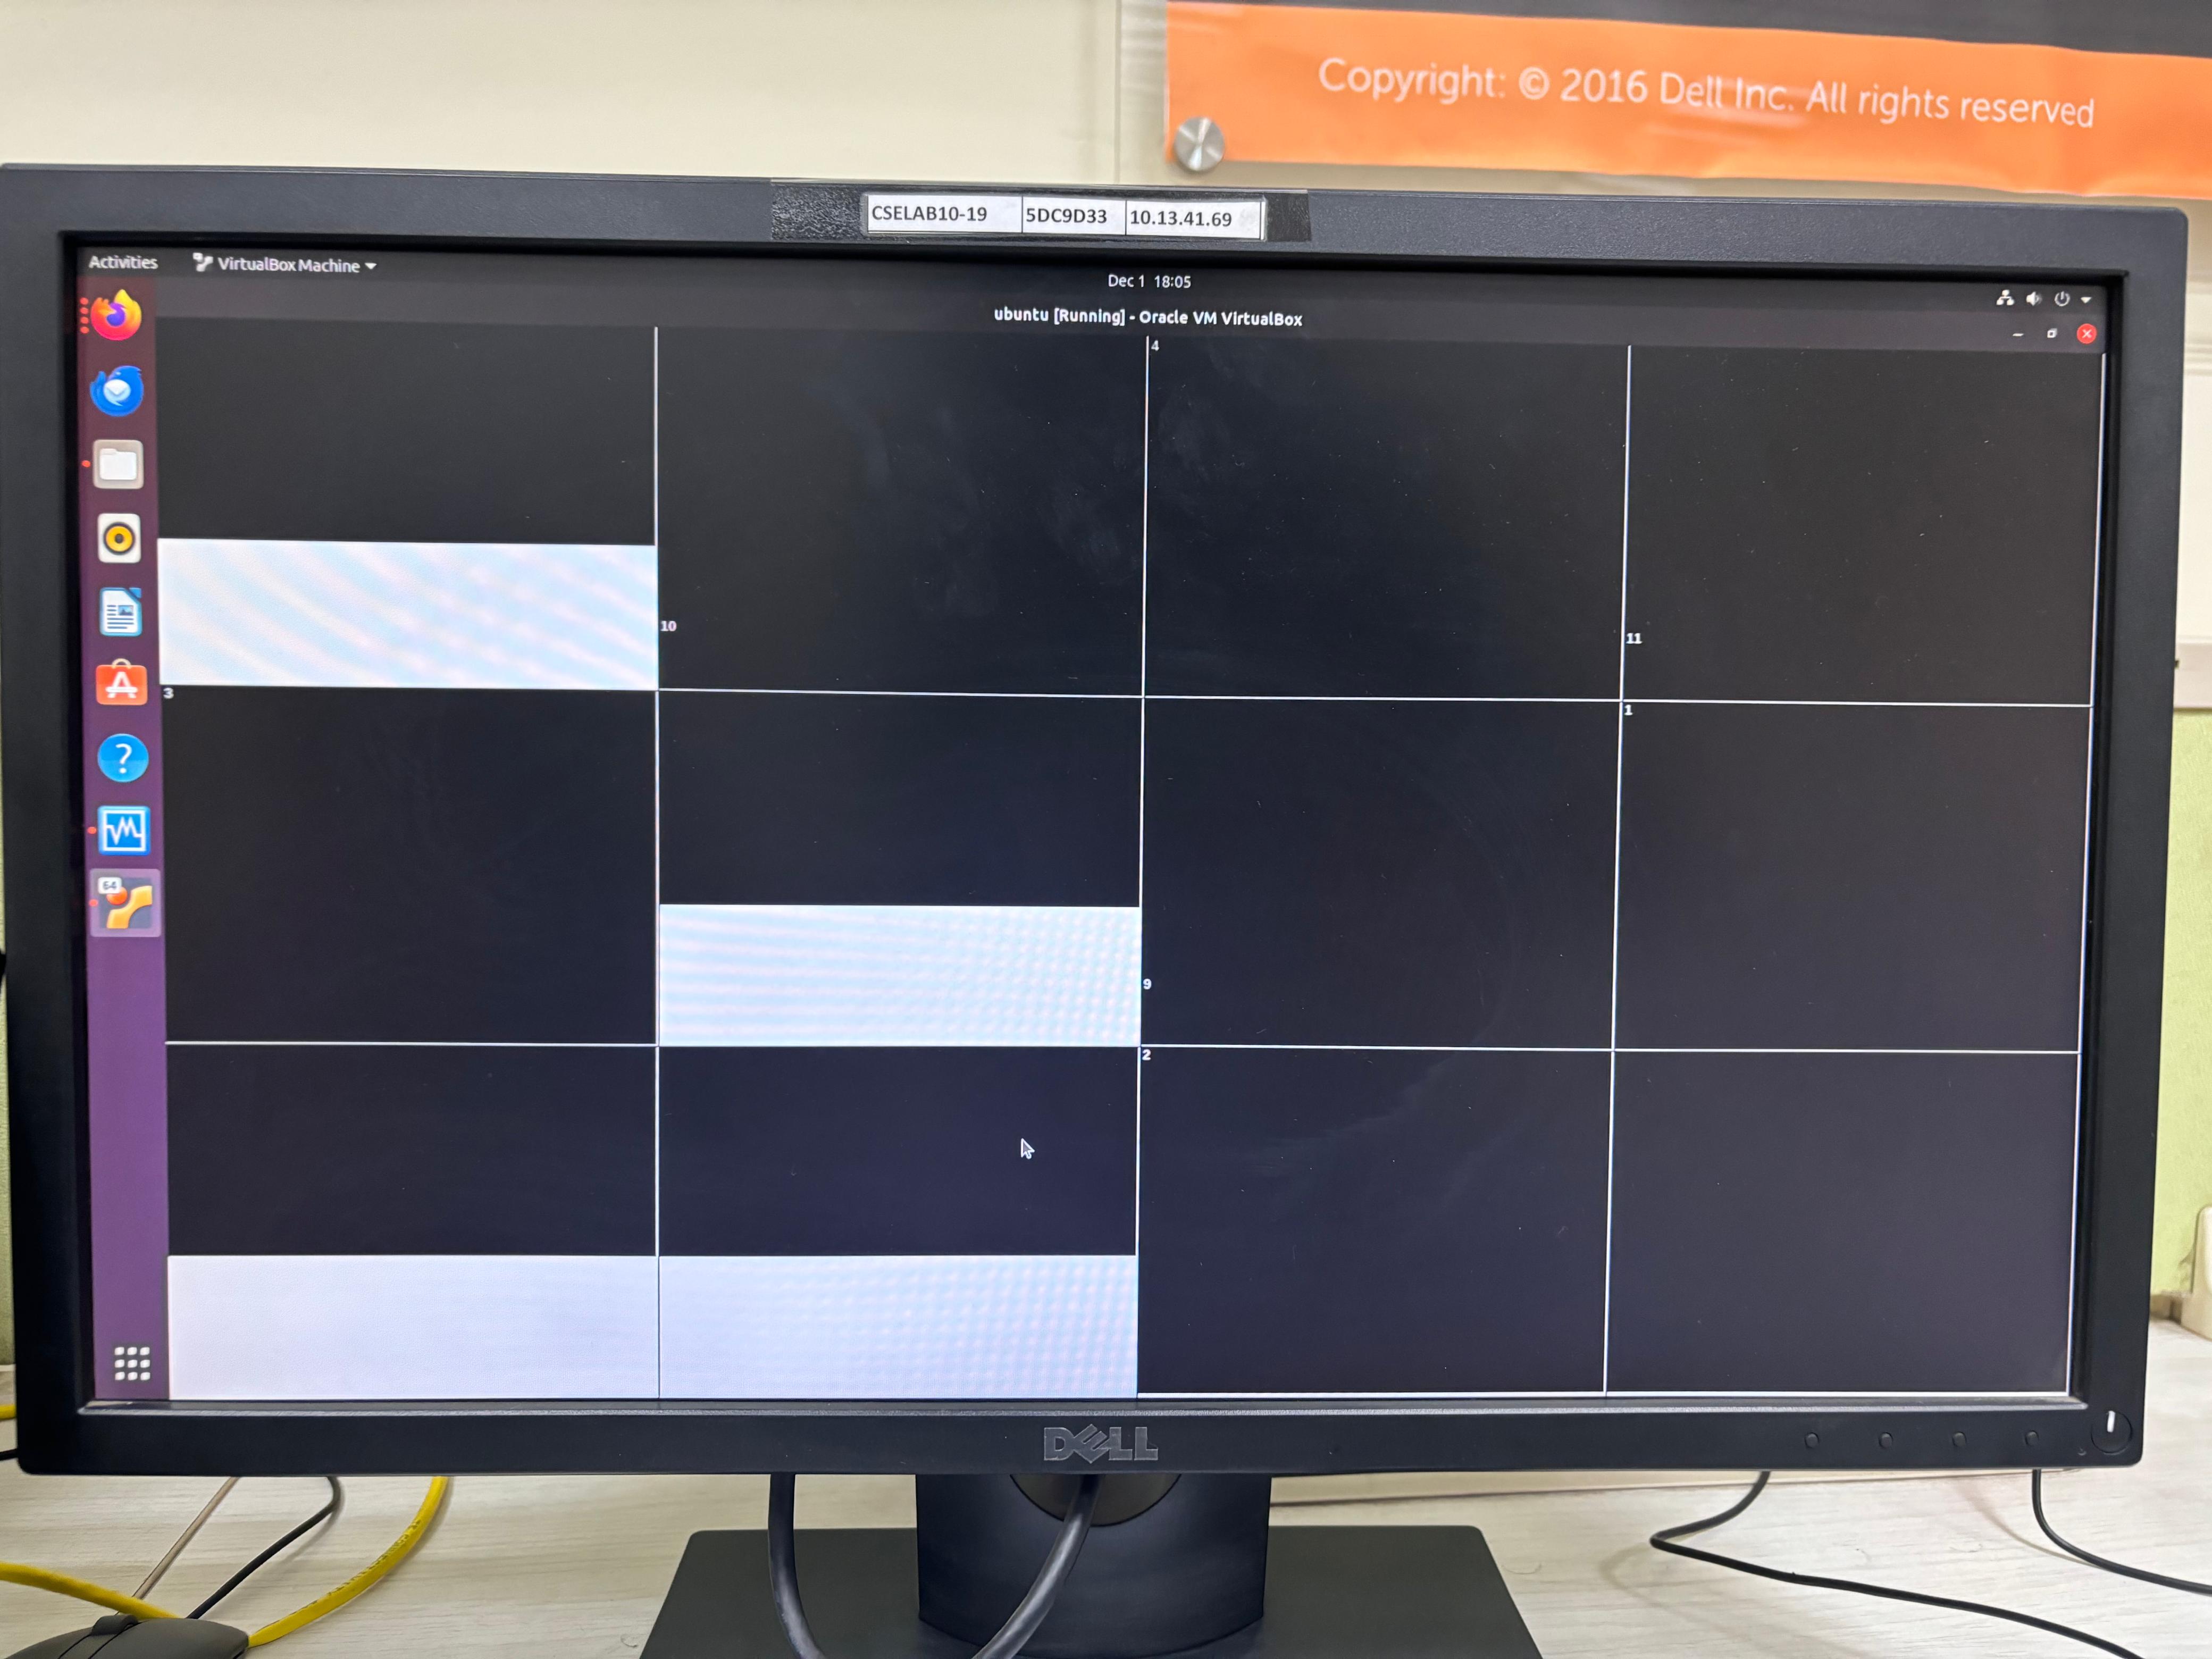 Copyright: © 2016 Dell Inc. All rights reserved
CSELAB10-19 5DC9D33 10.13.41.69
Activities VirtualBox Machine
Dec 1 18:05
ubuntu [Running] - Oracle VM VirtualBox
4
10
11
3
1
9
2
64
DELL